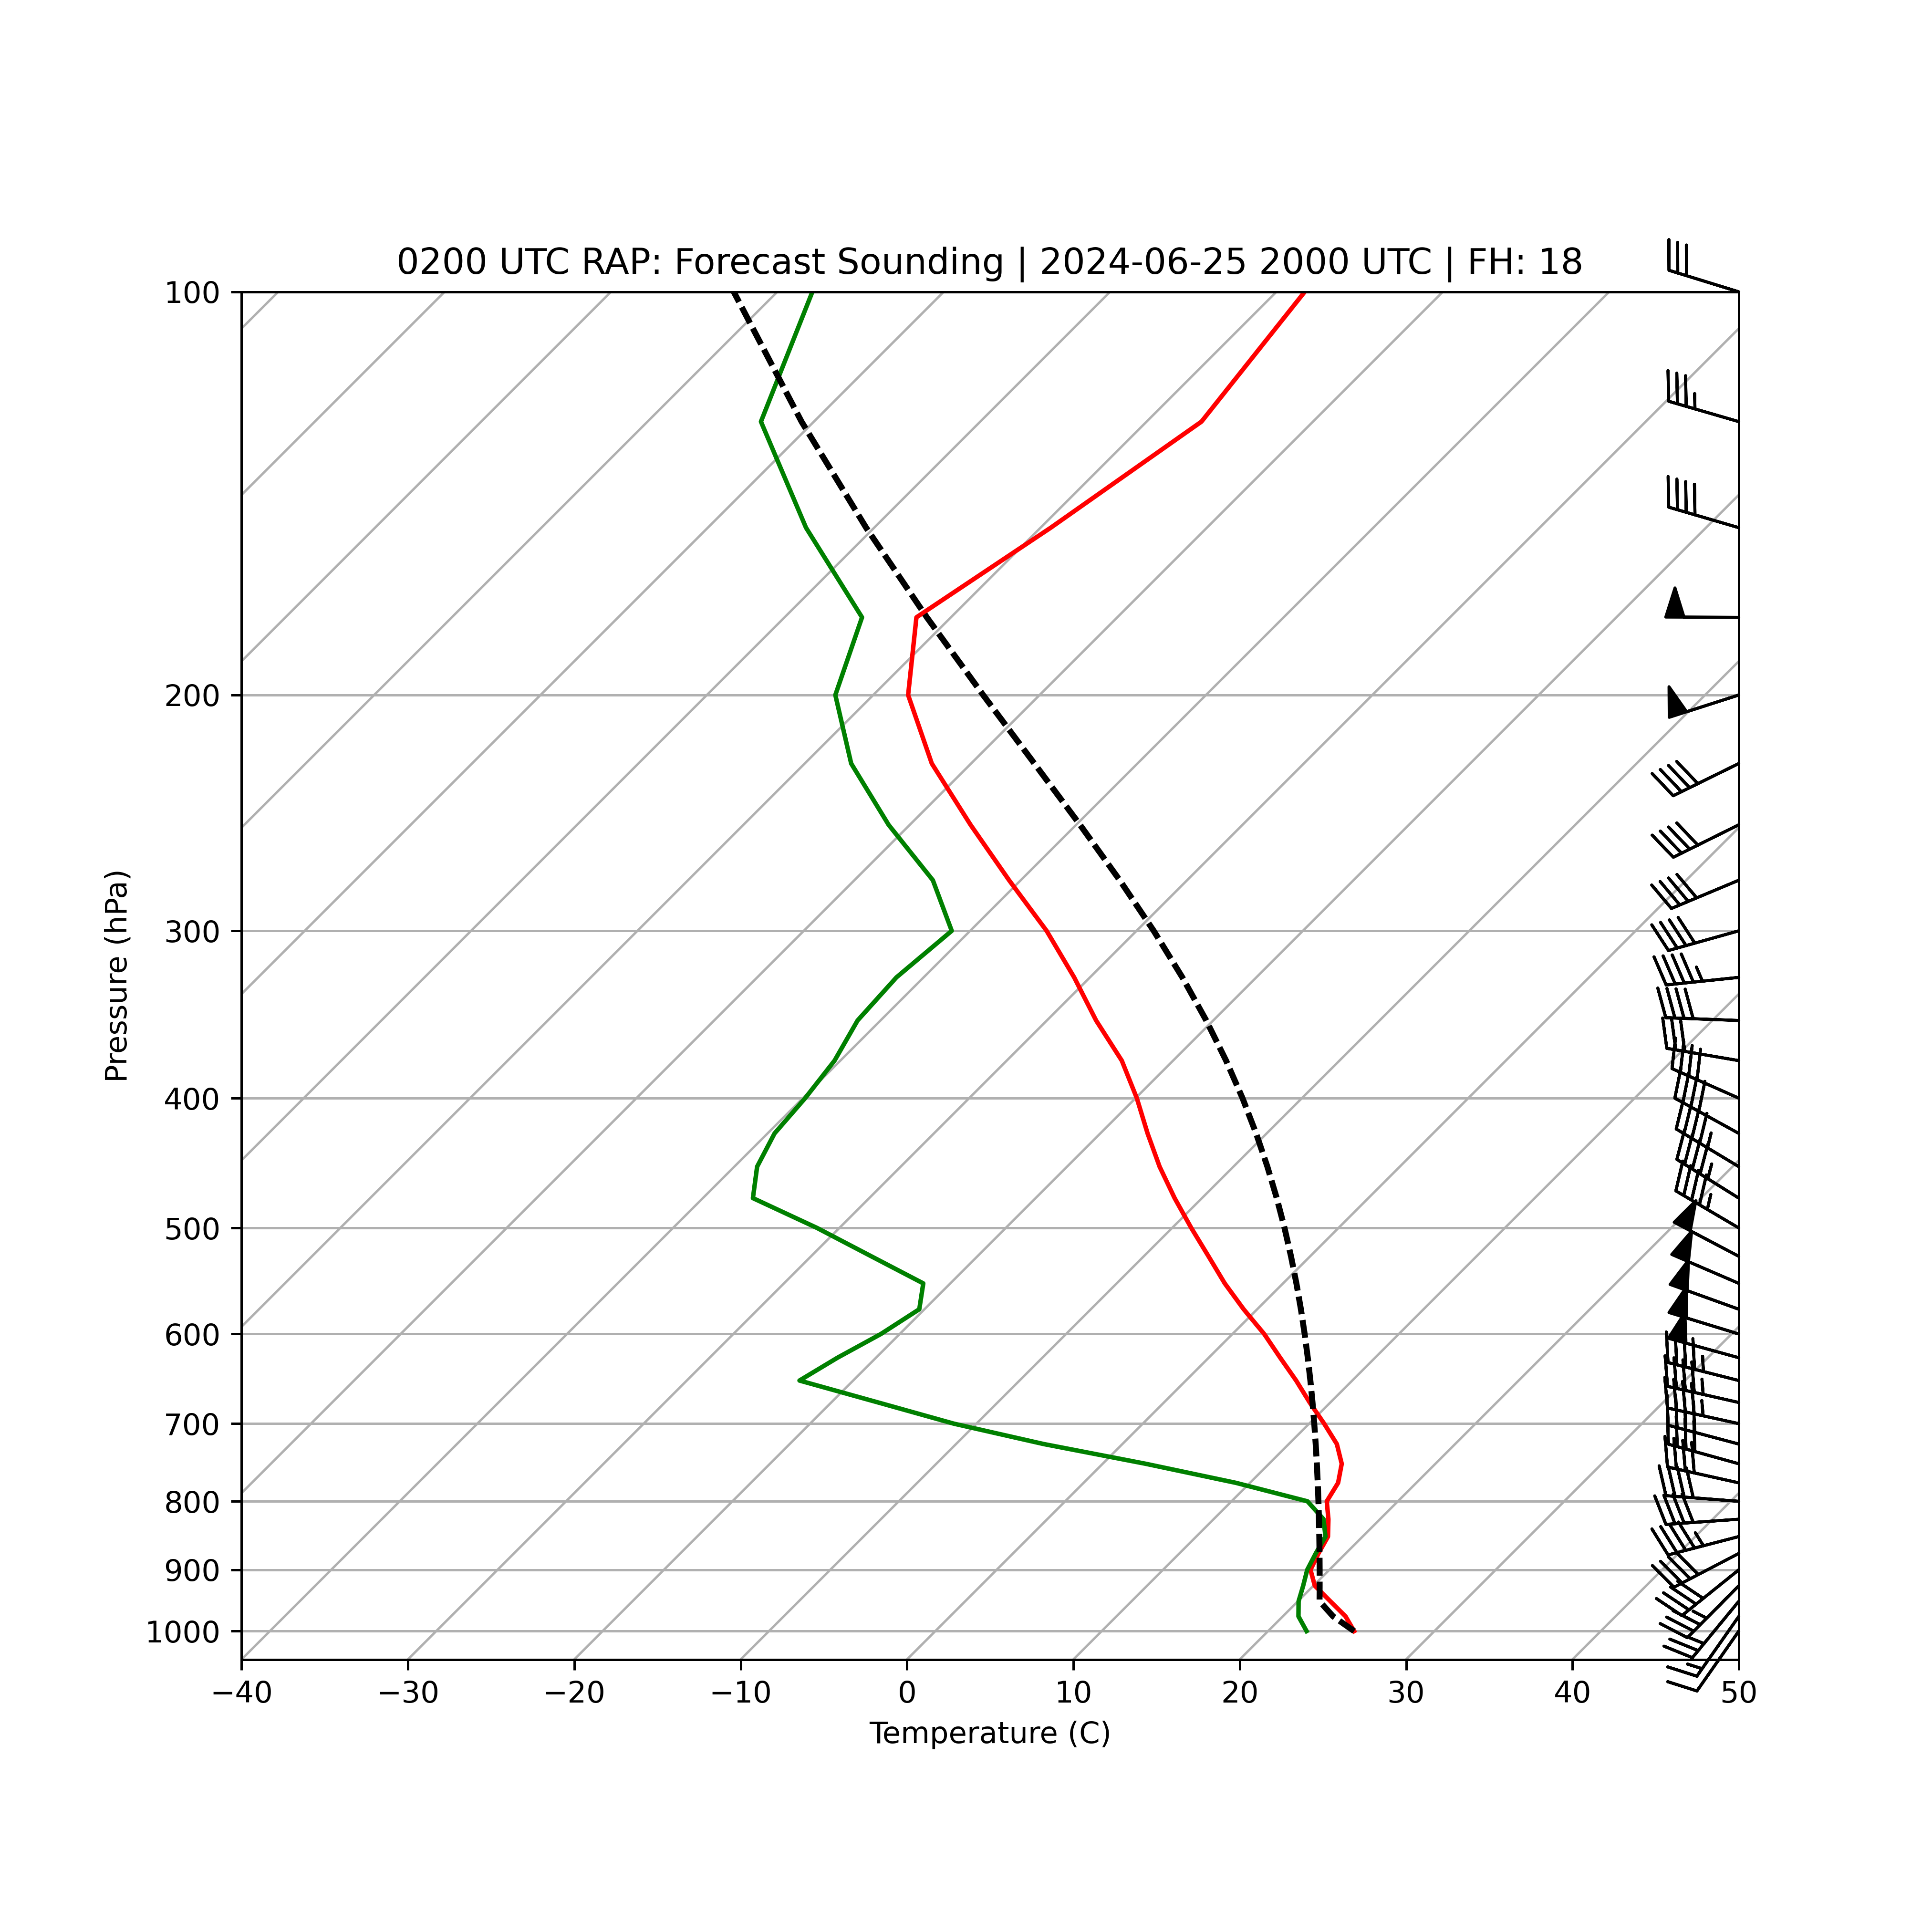 0200 UTC RAP: Forecast Sounding | 2024-06-25 2000 UTC | FH: 18
100
200
300
400
500
600
700
800
900
1000
Pressure (hPa)
−40 −30 −20 −10 0 10 20 30 40 50
Temperature (C)